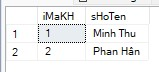 iMaKH sHoTen
1 1 Minh Thu
2 2 Phan Hân